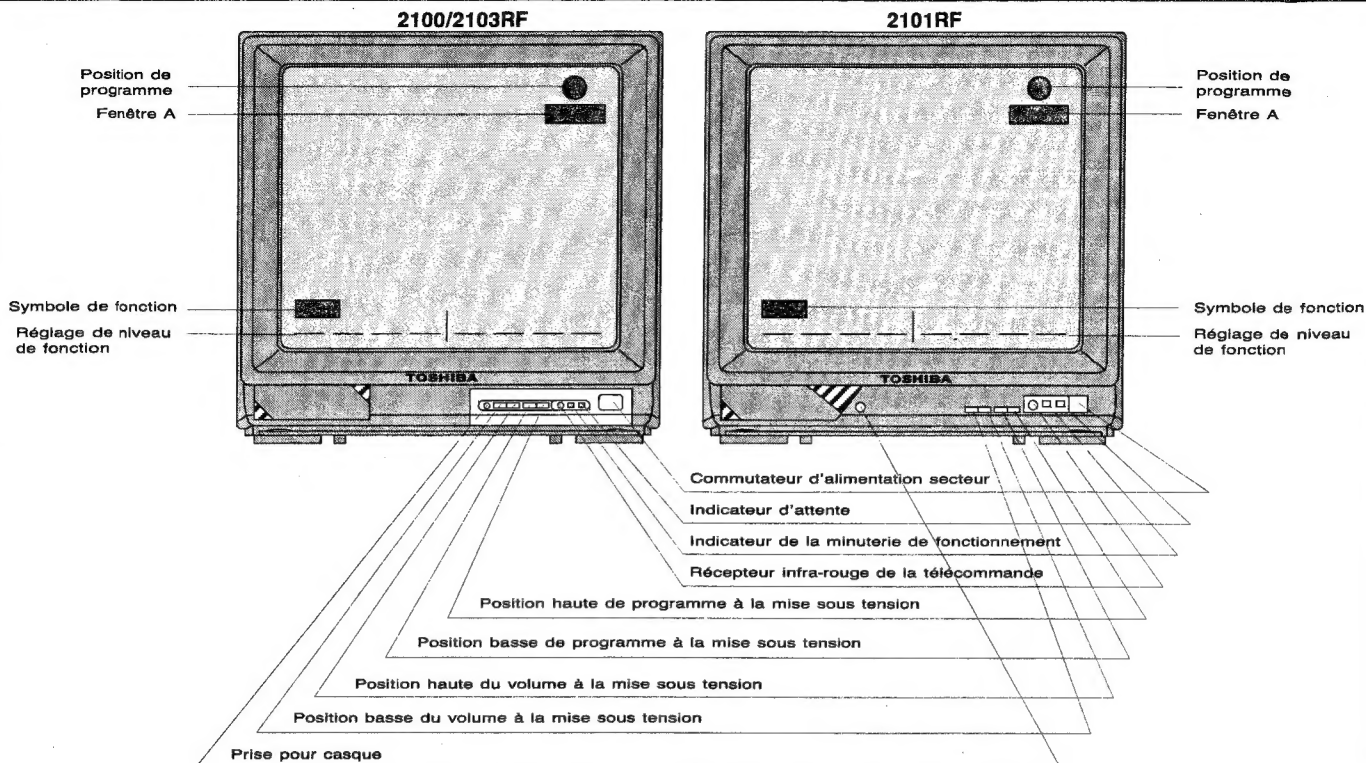 2100/2103RF
2101RF
Position de
programme
Fenêtre A
Position de
programme
Fenêtre A
Symbole de fonction
Réglage de niveau
de fonction
Symbole de fonction
Réglage de niveau
de fonction
TOSHIBA
TOSHIBA
Commutateur d'alimentation secteur
Indicateur d'attente
Indicateur de la minuterie de fonctionnement
Récepteur infra-rouge de la télécommande
Position haute de programme à la mise sous tension
Position basse de programme à la mise sous tension
Position haute du volume à la mise sous tension
Position basse du volume à la mise sous tension
Prise pour casque